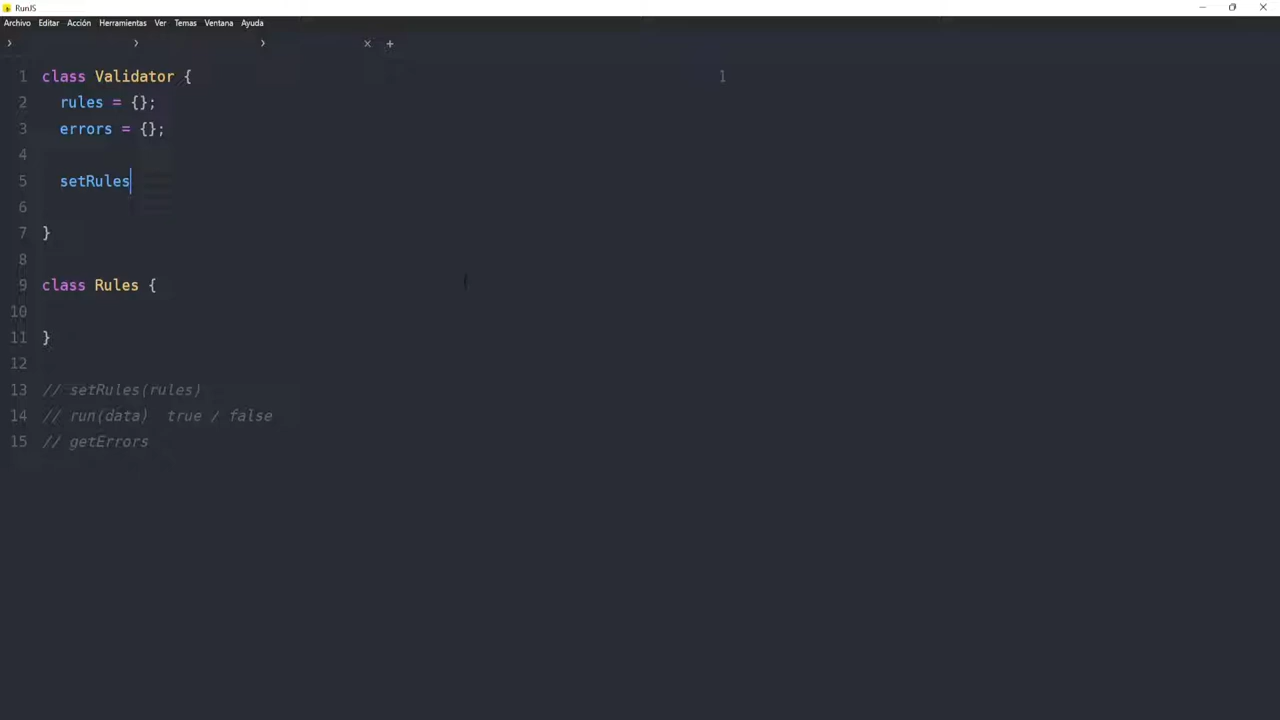 RunJS
Archivo Editar Acción Herramientas Ver Temas Ventana Ayuda
1 class Validator {
2 rules = {};
3 errors = {};
4
5 setRules
6
7 }
8
9 class Rules {
10
11 }
12
13 // setRules(rules)
14 // run(data) true / false
15 // getErrors
1